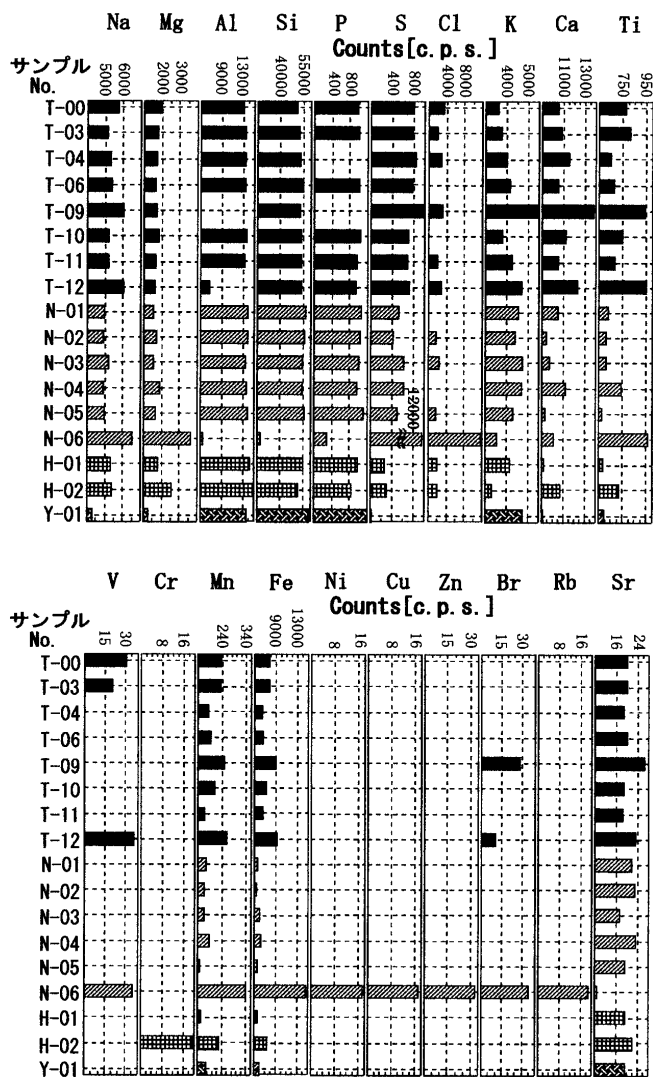 Na Mg Al Si P S Cl K Ca Ti
Counts[c.p.s.]
サンプル
No.
5000 6000 2000 3000 9000 13000 40000 55000 400 800 400 800 4000 8000 4000 5000 11000 13000 750 950
T-00
T-03
T-04
T-06
T-09
T-10
T-11
T-12
N-01
N-02
N-03
N-04
N-05
12000
N-06
H-01
H-02
Y-01
V Cr Mn Fe Ni Cu Zn Br Rb Sr
Counts[c.p.s.]
サンプル
No.
15 30 8 16 240 340 9000 13000 8 16 8 16 15 30 15 30 8 16 16 24
T-00
T-03
T-04
T-06
T-09
T-10
T-11
T-12
N-01
N-02
N-03
N-04
N-05
N-06
H-01
H-02
Y-01